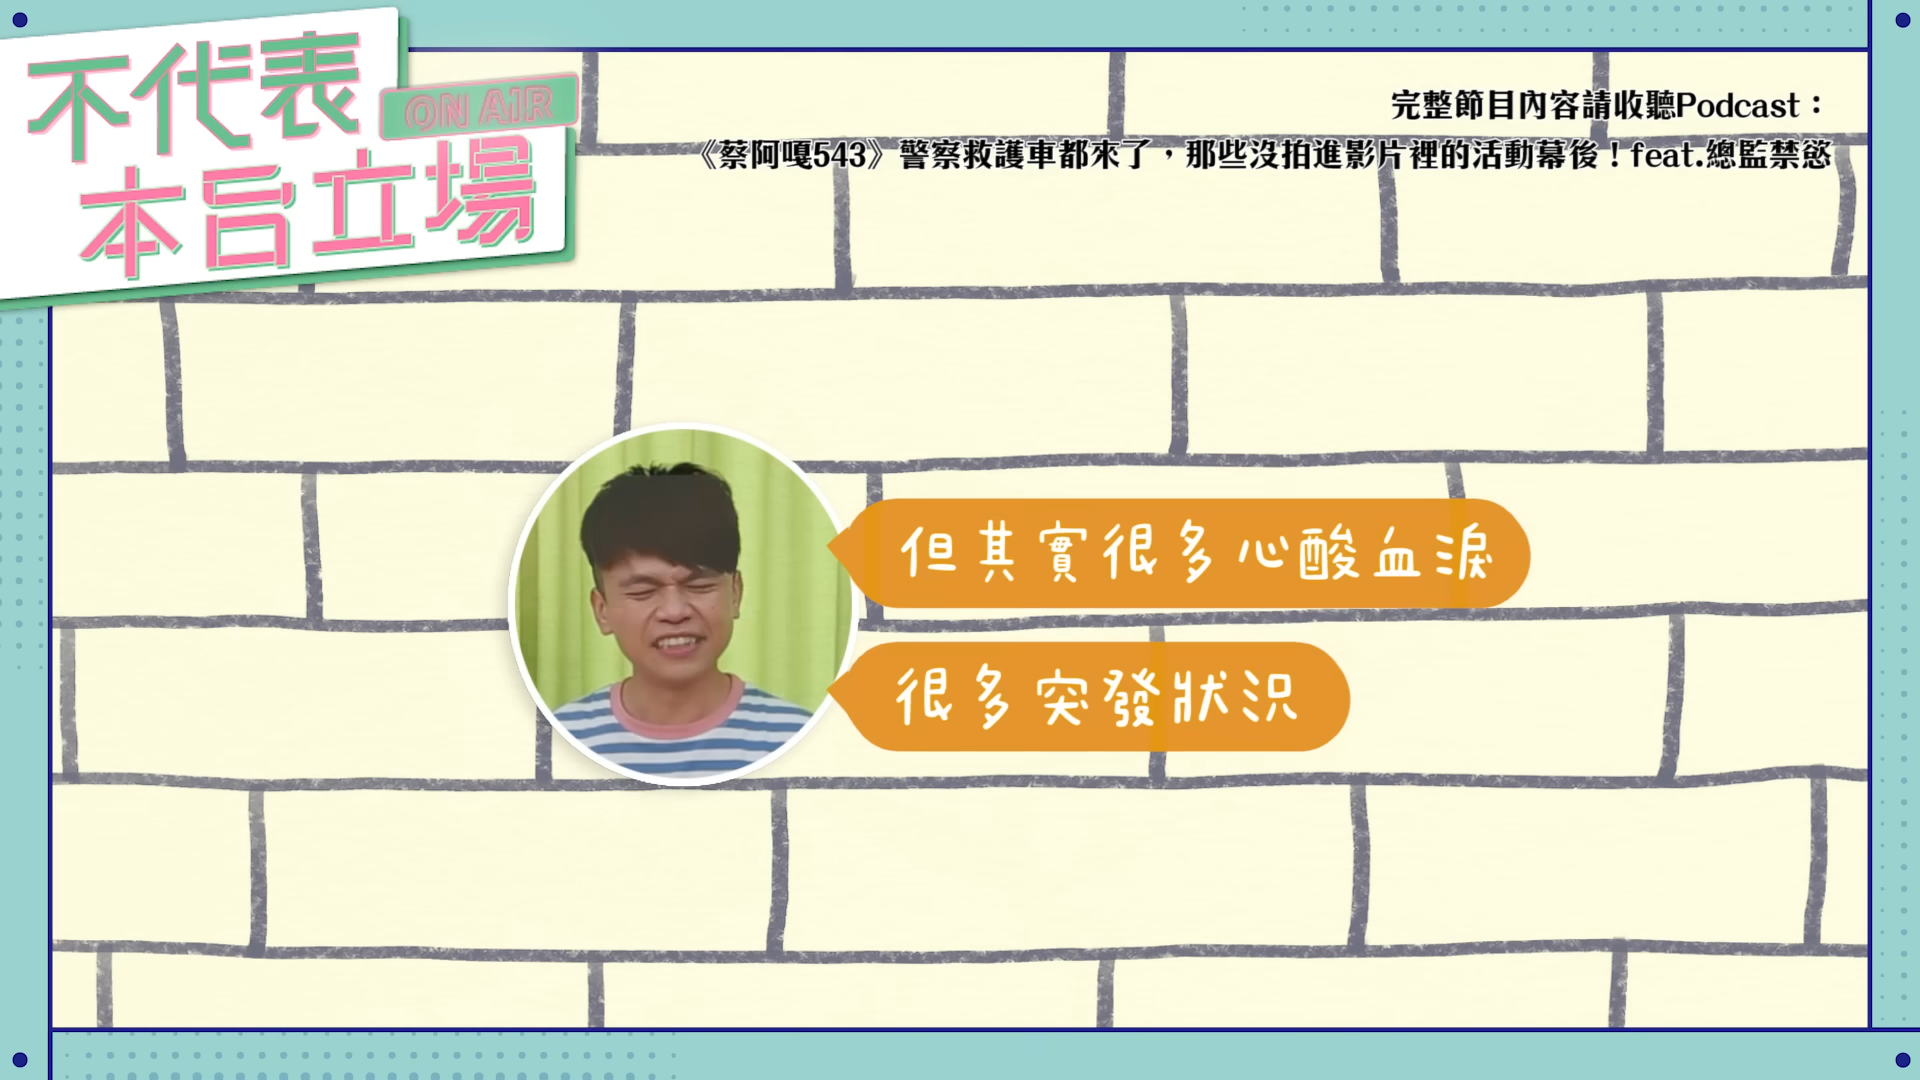 不代表
ON AIR
本台立場
完整節目內容請收聽Podcast：
《蔡阿嘎543》警察救護車都來了，那些沒拍進影片裡的活動幕後！feat.總監禁慾
但其實很多心酸血淚
很多突發狀況